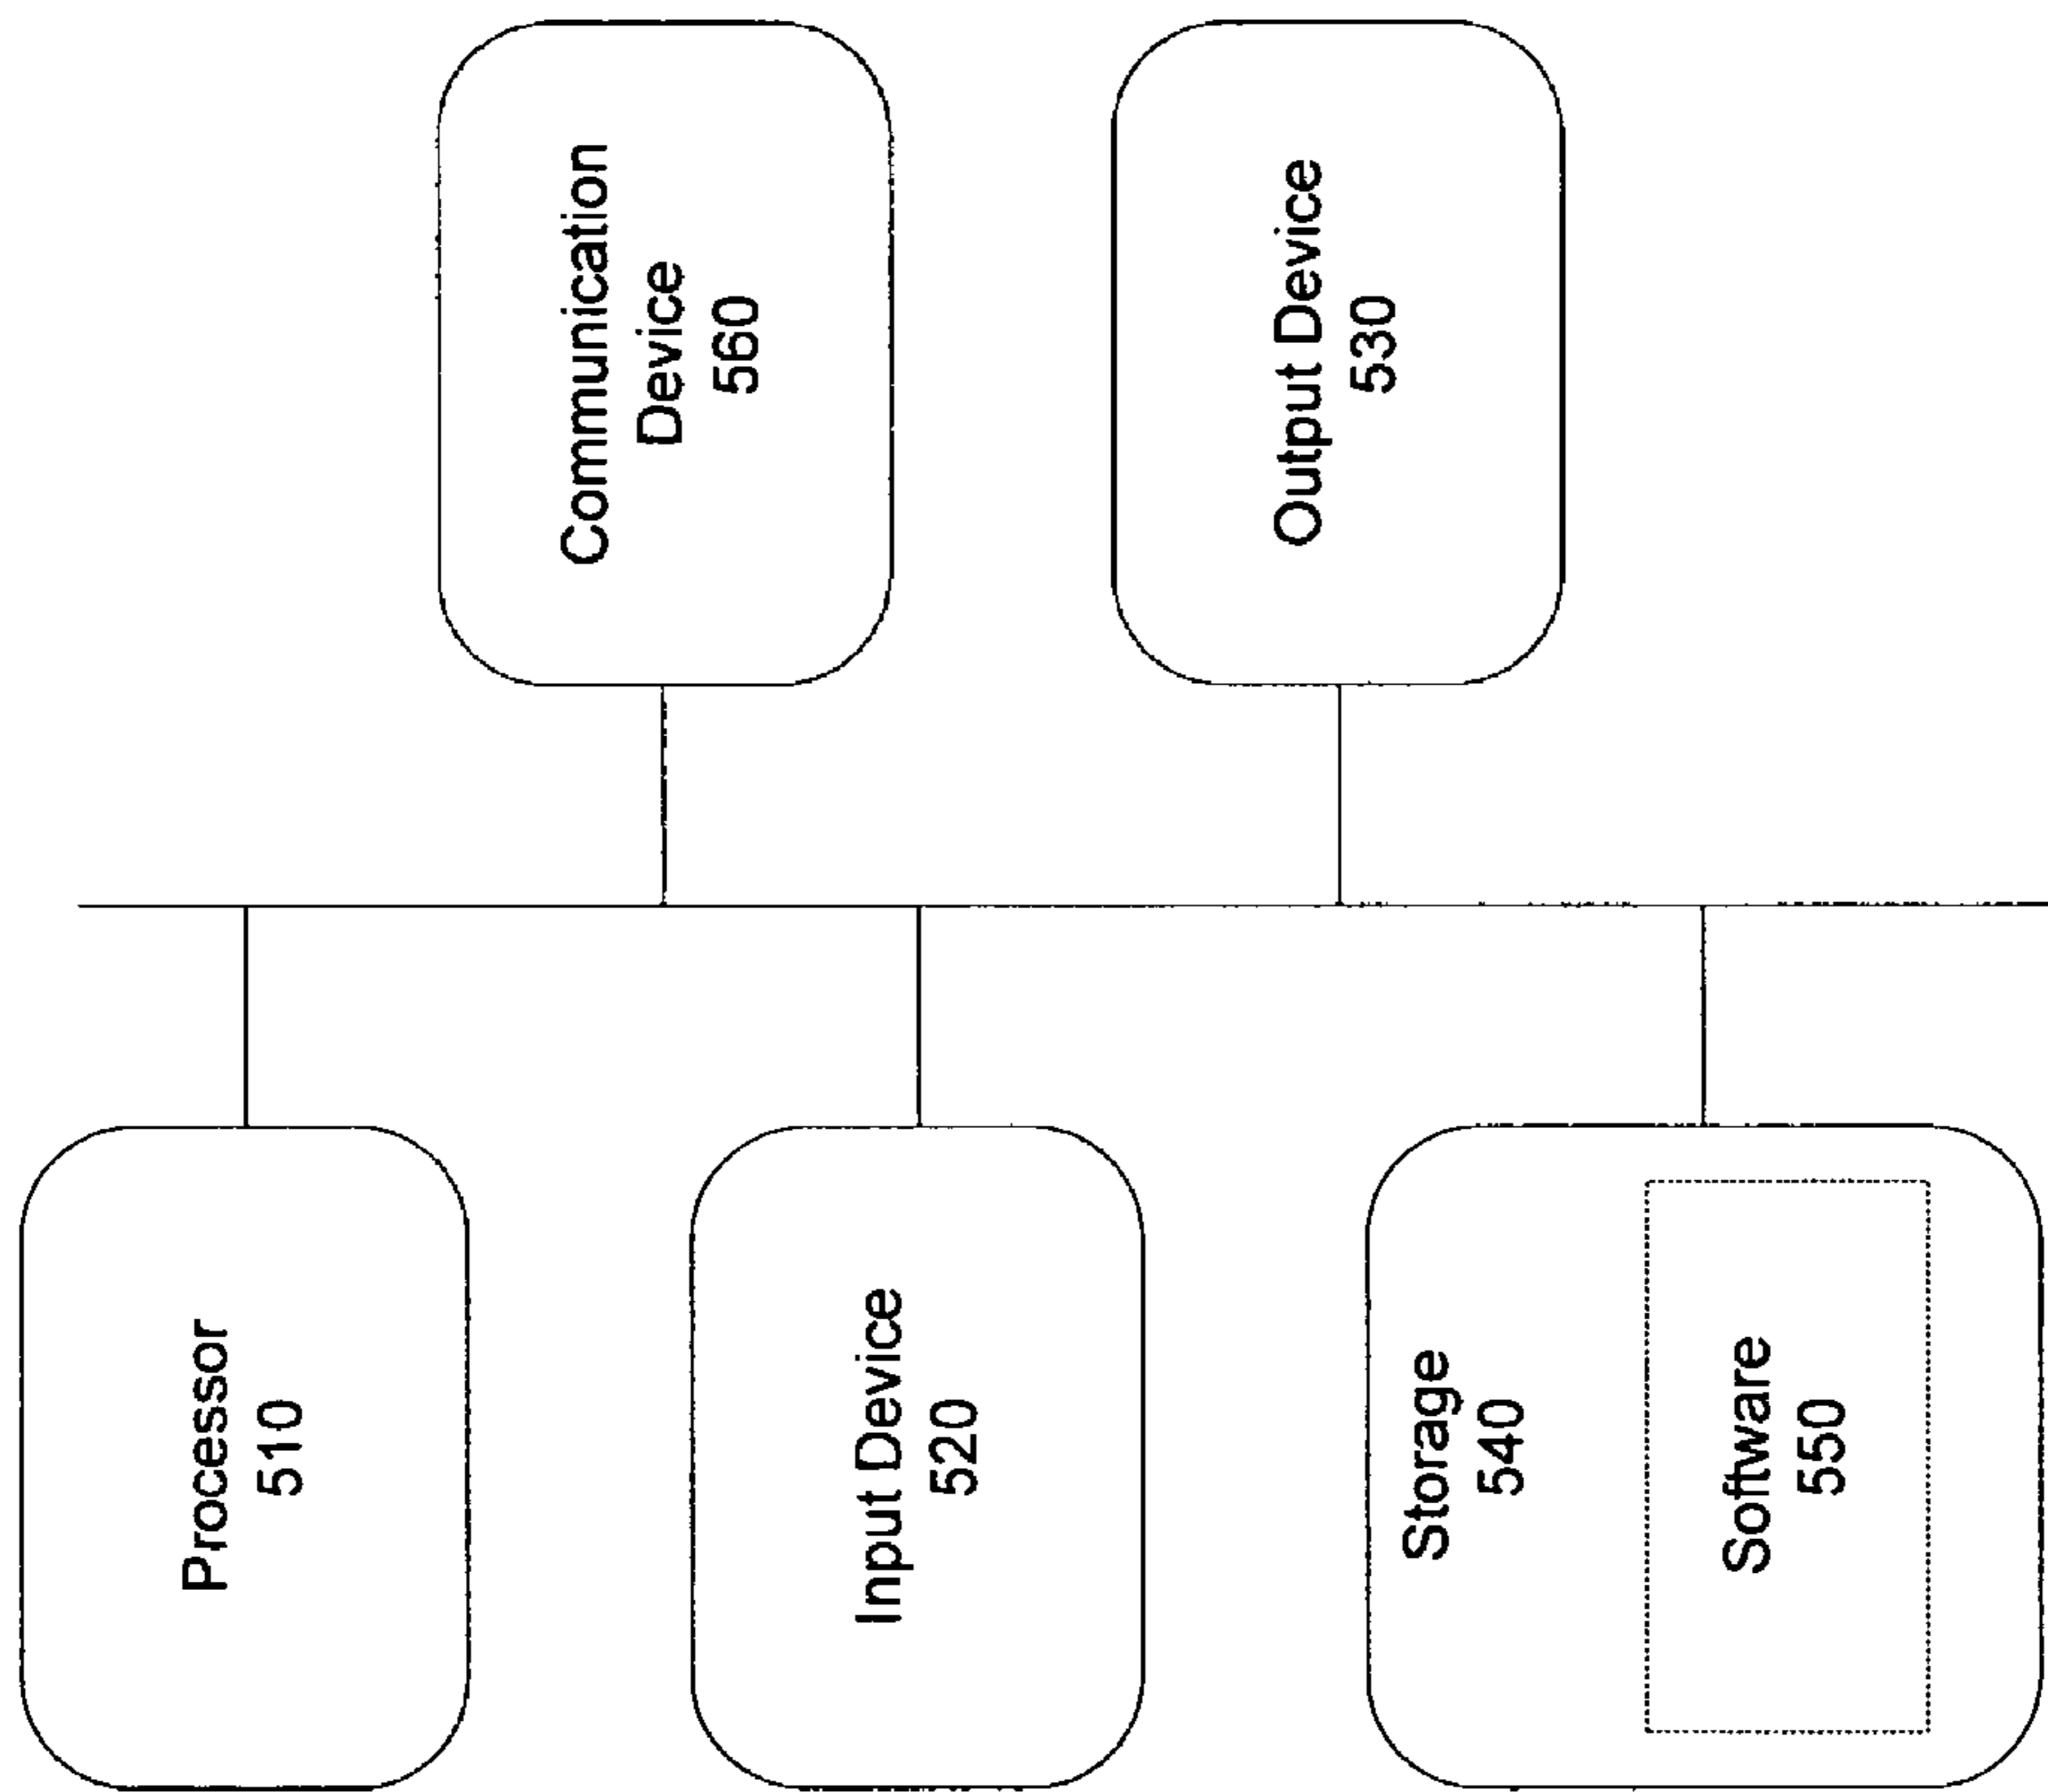 Processor
510
Input Device
520
Storage
540
Software
550
Communication
Device
560
Output Device
530